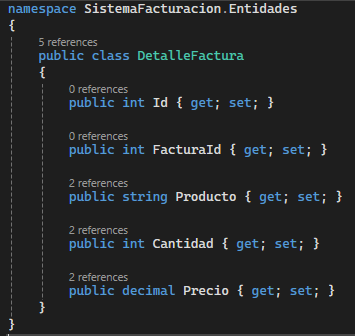 namespace SistemaFacturacion.Entidades
{
5 references
public class DetalleFactura
{
0 references
public int Id { get; set; }
0 references
public int FacturaId { get; set; }
2 references
public string Producto { get; set; }
2 references
public int Cantidad { get; set; }
2 references
public decimal Precio { get; set; }
}
}